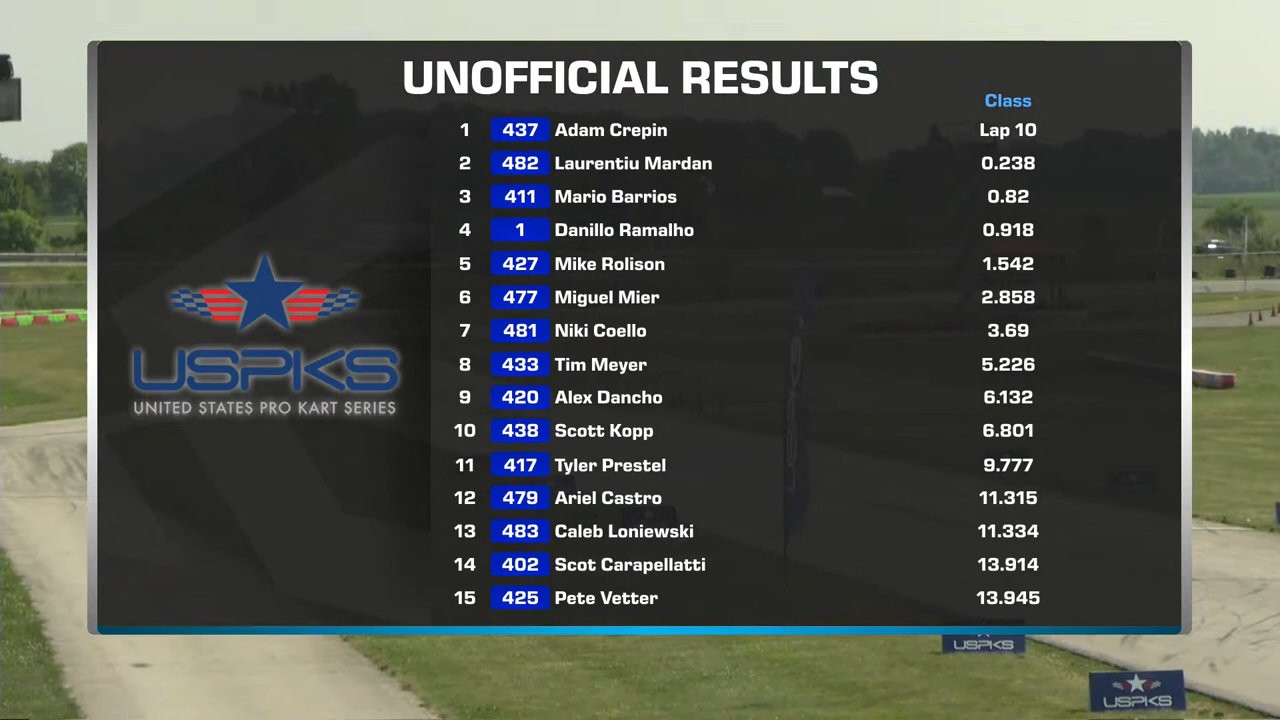 UNOFFICIAL RESULTS
Class
1 437 Adam Crepin Lap 10
2 482 Laurentiu Mardan 0.238
3 411 Mario Barrios 0.82
4 1 Danillo Ramalho 0.918
5 427 Mike Rolison 1.542
6 477 Miguel Mier 2.858
7 481 Niki Coello 3.69
8 433 Tim Meyer 5.226
9 420 Alex Dancho 6.132
10 438 Scott Kopp 6.801
11 417 Tyler Prestel 9.777
12 479 Ariel Castro 11.315
13 483 Caleb Loniewski 11.334
14 402 Scot Carapellatti 13.914
15 425 Pete Vetter 13.945
USPKS
UNITED STATES PRO KART SERIES
USPKS
USPKS